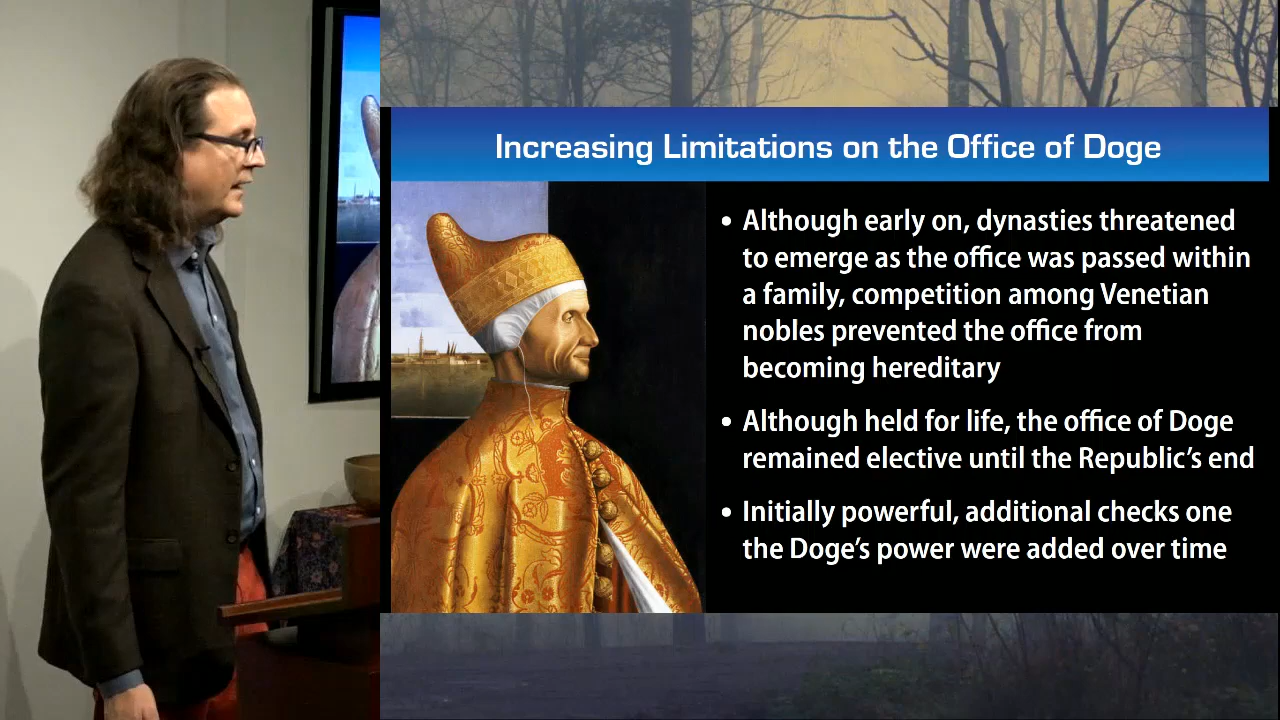 Increasing Limitations on the Office of Doge
• Although early on, dynasties threatened
to emerge as the office was passed within
a family, competition among Venetian
nobles prevented the office from
becoming hereditary
• Although held for life, the office of Doge
remained elective until the Republic’s end
• Initially powerful, additional checks one
the Doge’s power were added over time